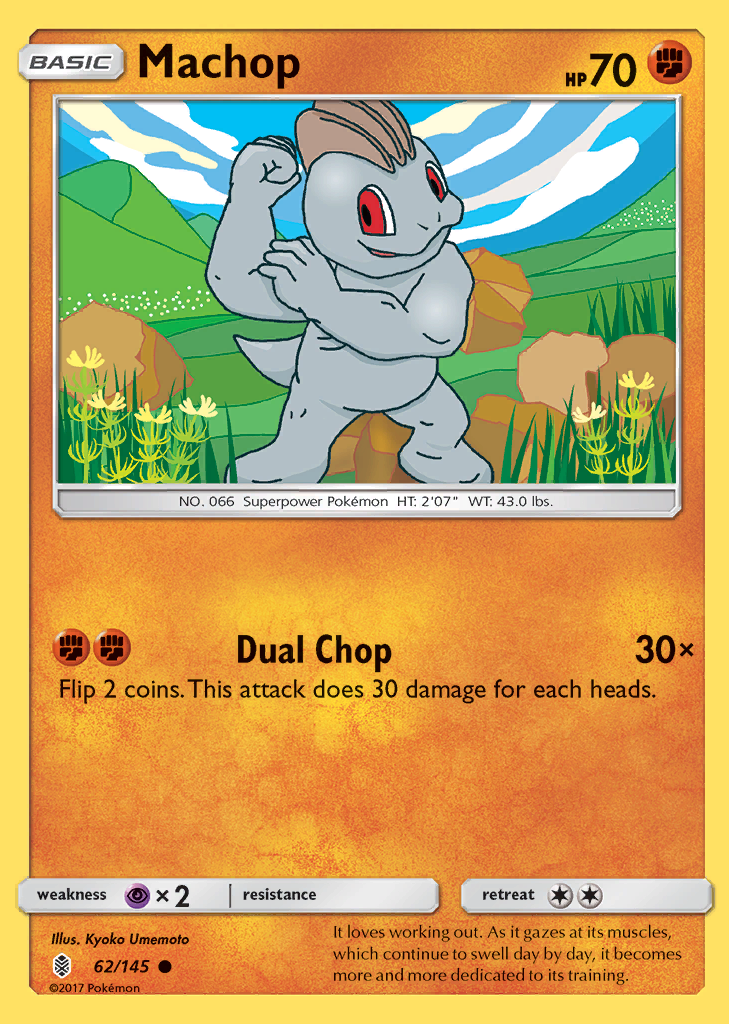 BASIC Machop HP 70
NO. 066 Superpower Pokémon HT: 2'07" WT: 43.0 lbs.
Dual Chop 30×
Flip 2 coins. This attack does 30 damage for each heads.
weakness × 2 resistance retreat
Illus. Kyoko Umemoto
62/145
©2017 Pokémon
It loves working out. As it gazes at its muscles,
which continue to swell day by day, it becomes
more and more dedicated to its training.